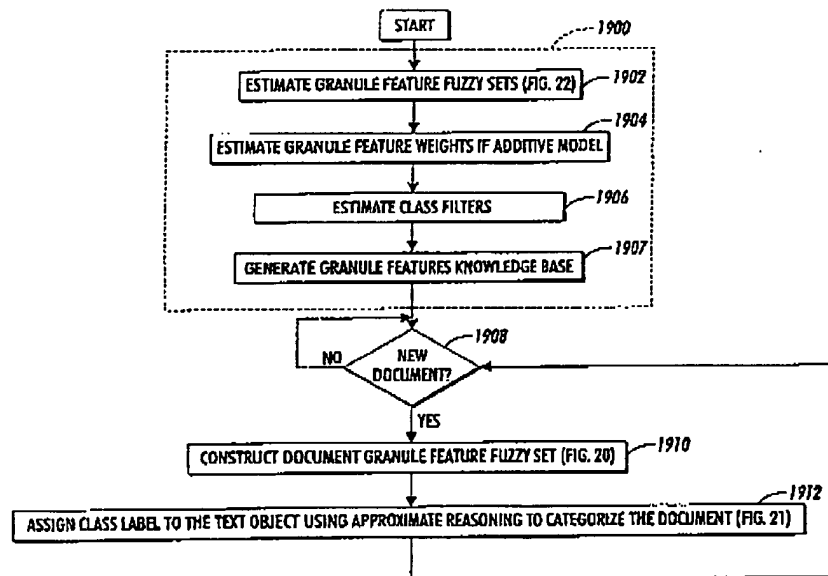 START
1900
ESTIMATE GRANULE FEATURE FUZZY SETS (FIG. 22)
1902
1904
ESTIMATE GRANULE FEATURE WEIGHTS IF ADDITIVE MODEL
ESTIMATE CLASS FILTERS
1906
1907
GENERATE GRANULE FEATURES KNOWLEDGE BASE
1908
NO
NEW
DOCUMENT?
YES
CONSTRUCT DOCUMENT GRANULE FEATURE FUZZY SET (FIG. 20)
1910
1912
ASSIGN CLASS LABEL TO THE TEXT OBJECT USING APPROXIMATE REASONING TO CATEGORIZE THE DOCUMENT (FIG. 21)